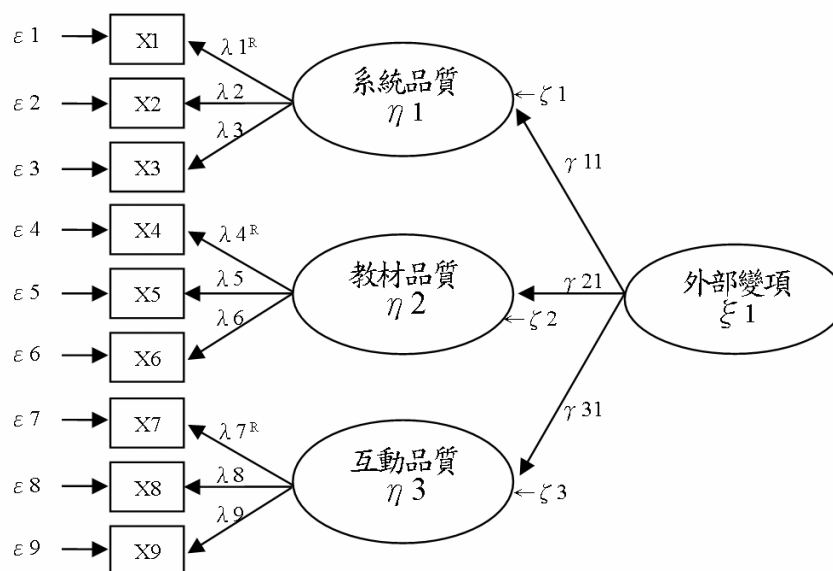 ε1
X1
λ1ᴿ
ε2
X2
λ2
ε3
X3
λ3
系統品質
η1
←ζ1
γ11
ε4
X4
λ4ᴿ
ε5
X5
λ5
ε6
X6
λ6
教材品質
η2
←ζ2
γ21
外部變項
ξ1
ε7
X7
λ7ᴿ
ε8
X8
λ8
ε9
X9
λ9
互動品質
η3
←ζ3
γ31